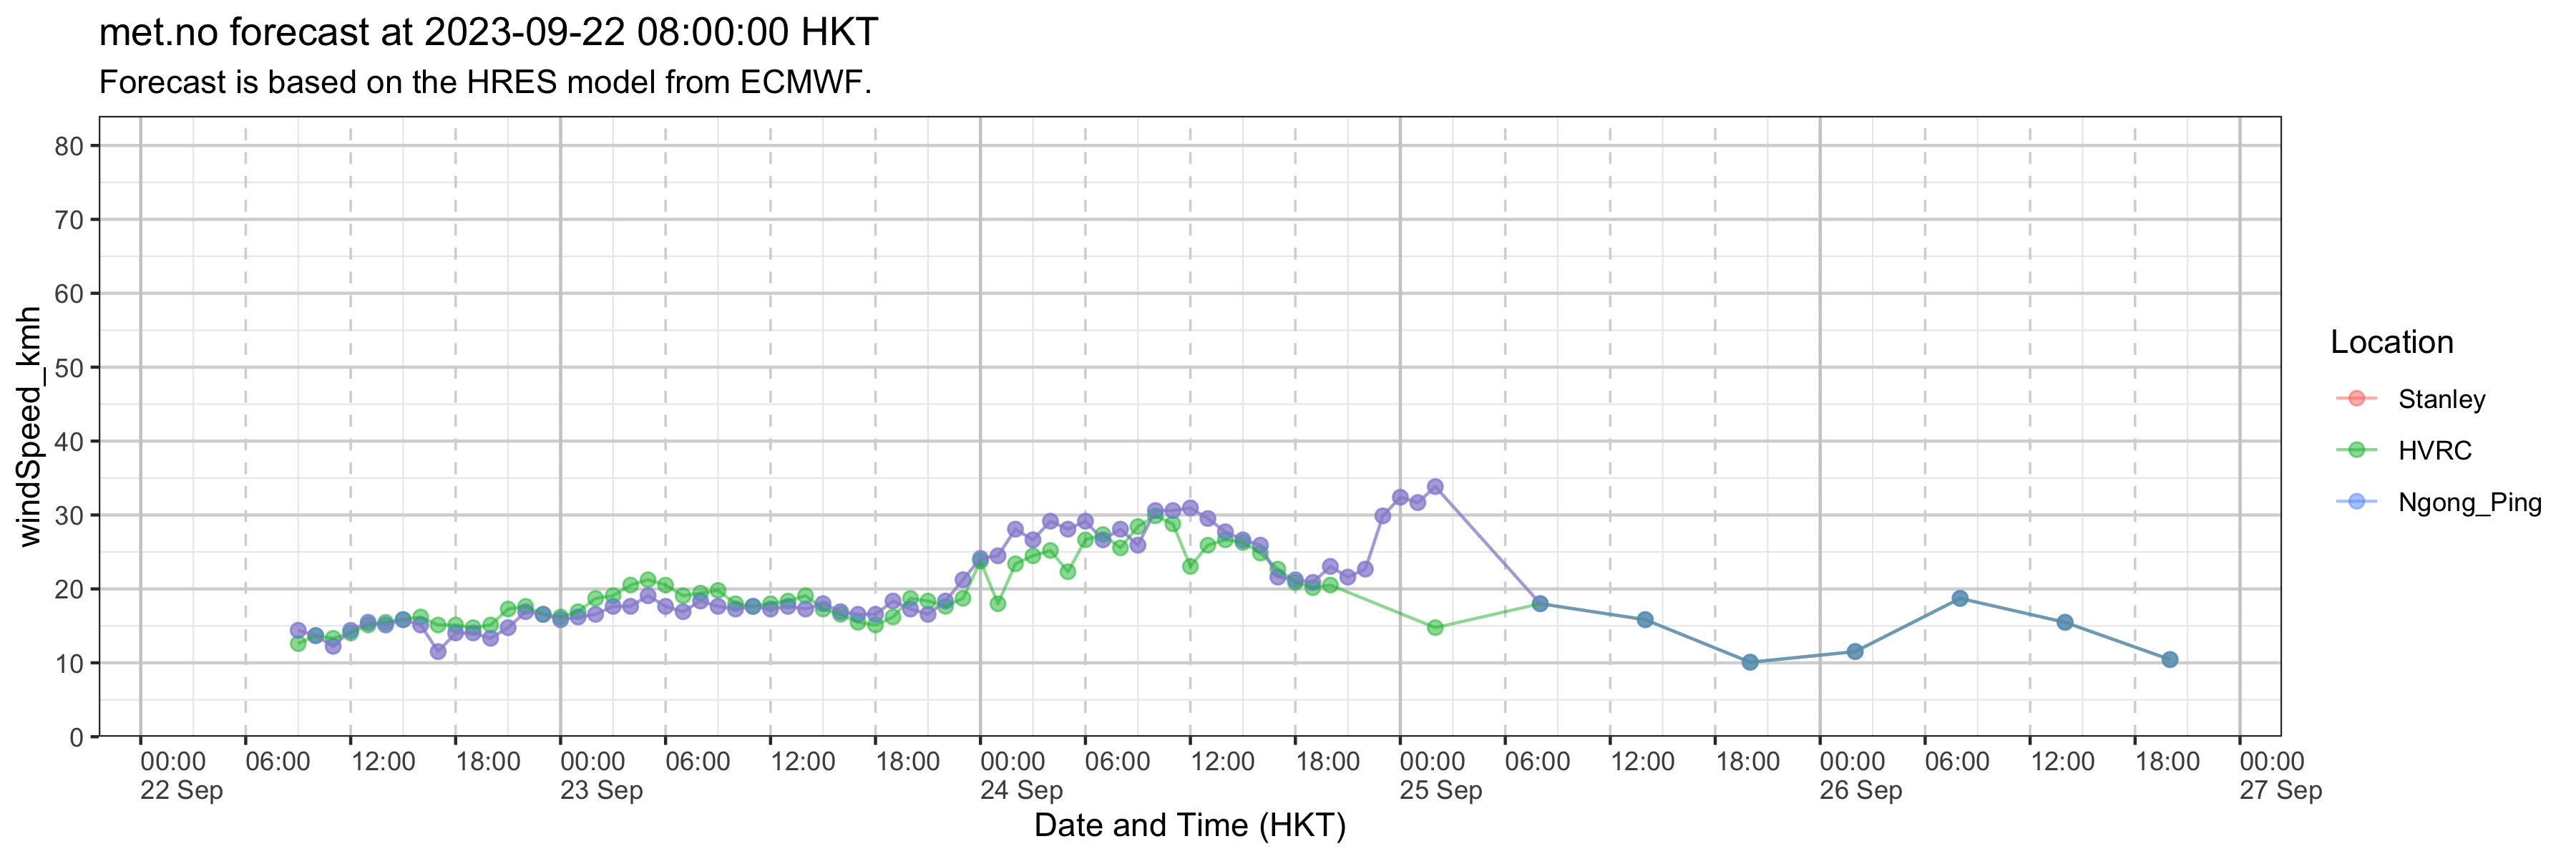 met.no forecast at 2023-09-22 08:00:00 HKT
Forecast is based on the HRES model from ECMWF.
windSpeed_kmh
80
70
60
50
40
30
20
10
0
00:00 06:00 12:00 18:00 00:00 06:00 12:00 18:00 00:00 06:00 12:00 18:00 00:00 06:00 12:00 18:00 00:00 06:00 12:00 18:00 00:00
22 Sep 23 Sep 24 Sep 25 Sep 26 Sep 27 Sep
Date and Time (HKT)
Location
Stanley
HVRC
Ngong_Ping